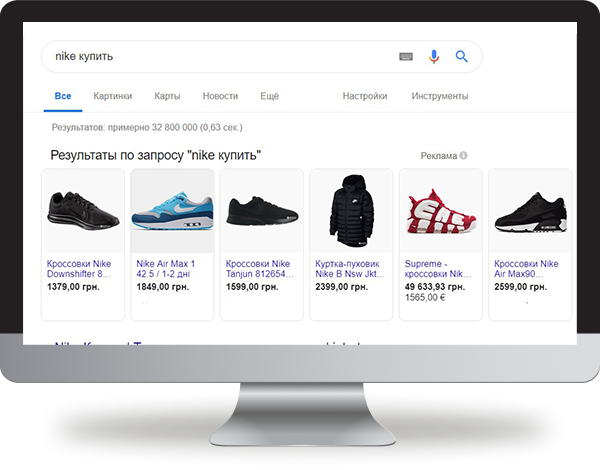 nike купить
Все Картинки Карты Новости Ещё Настройки Инструменты
Результатов: примерно 32 800 000 (0,63 сек.)
Результаты по запросу "nike купить" Реклама
Кроссовки Nike
Downshifter 8...
1379,00 грн.
Nike Air Max 1
42.5 / 1-2 дні
1849,00 грн.
Кроссовки Nike
Tanjun 812654...
1599,00 грн.
Куртка-пуховик
Nike B Nsw Jkt...
2399,00 грн.
Supreme -
кроссовки Nik...
49 633,93 грн.
1565,00 €
Кроссовки Nike
Air Max90...
2599,00 грн.